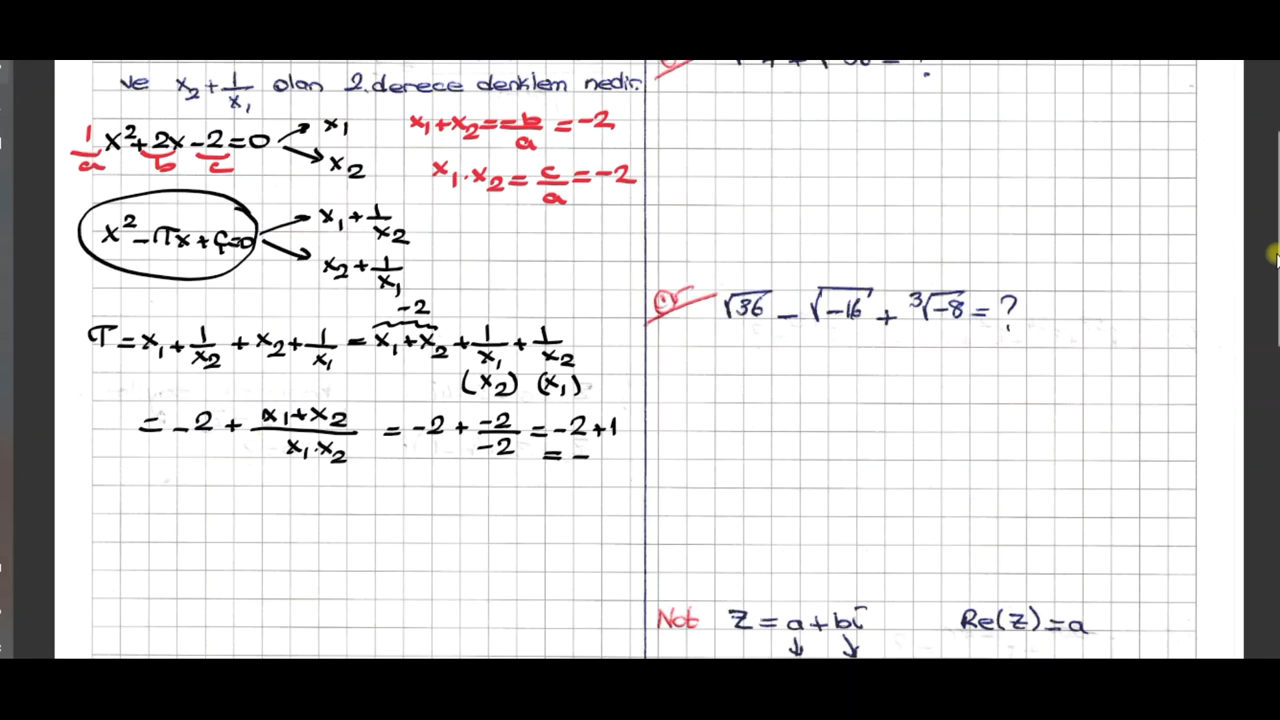 ve x₂ + 1/x₁ olan 2. derece denklem nedir.
x² + 2x - 2 = 0 → x₁
→ x₂
1/a b c
x₁ + x₂ = -b/a = -2
x₁ · x₂ = c/a = -2
x² - Tx + Ç = 0 → x₁ + 1/x₂
→ x₂ + 1/x₁
-2
T = x₁ + 1/x₂ + x₂ + 1/x₁ = x₁ + x₂ + 1/x₁ + 1/x₂
(x₂) (x₁)
= -2 + (x₁ + x₂)/(x₁ · x₂) = -2 + -2/-2 = -2 + 1
= -
Ör √36 - √-16 + ³√-8 = ?
Not z = a + bi Re(z) = a